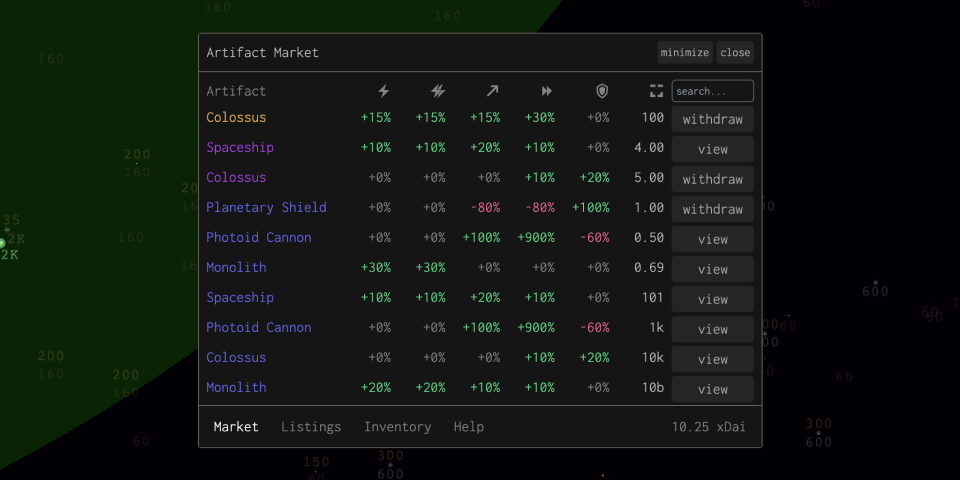 60
160
160
160
Artifact Market minimize close
Artifact search...
Colossus +15% +15% +15% +30% +0% 100 withdraw
Spaceship +10% +10% +20% +10% +0% 4.00 view
200
160
Colossus +0% +0% +0% +10% +20% 5.00 withdraw
Planetary Shield +0% +0% -80% -80% +100% 1.00 withdraw
35
2K
2K
160
Photoid Cannon +0% +0% +100% +900% -60% 0.50 view
Monolith +30% +30% +0% +0% +0% 0.69 view
600
Spaceship +10% +10% +20% +10% +0% 101 view
Photoid Cannon +0% +0% +100% +900% -60% 1k view
60
200
160
Colossus +0% +0% +0% +10% +20% 10k view
200
160
60
Monolith +20% +20% +10% +10% +0% 10b view
Market Listings Inventory Help 10.25 xDai
60
300
600
150
300
600